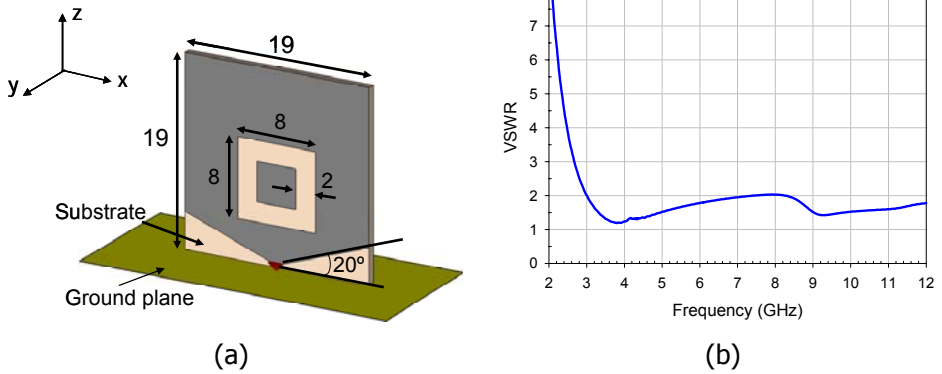 z
y
x
19
19
8
8
2
Substrate
20º
Ground plane
(a)
7
6
5
4
3
2
1
0
VSWR
2 3 4 5 6 7 8 9 10 11 12
Frequency (GHz)
(b)